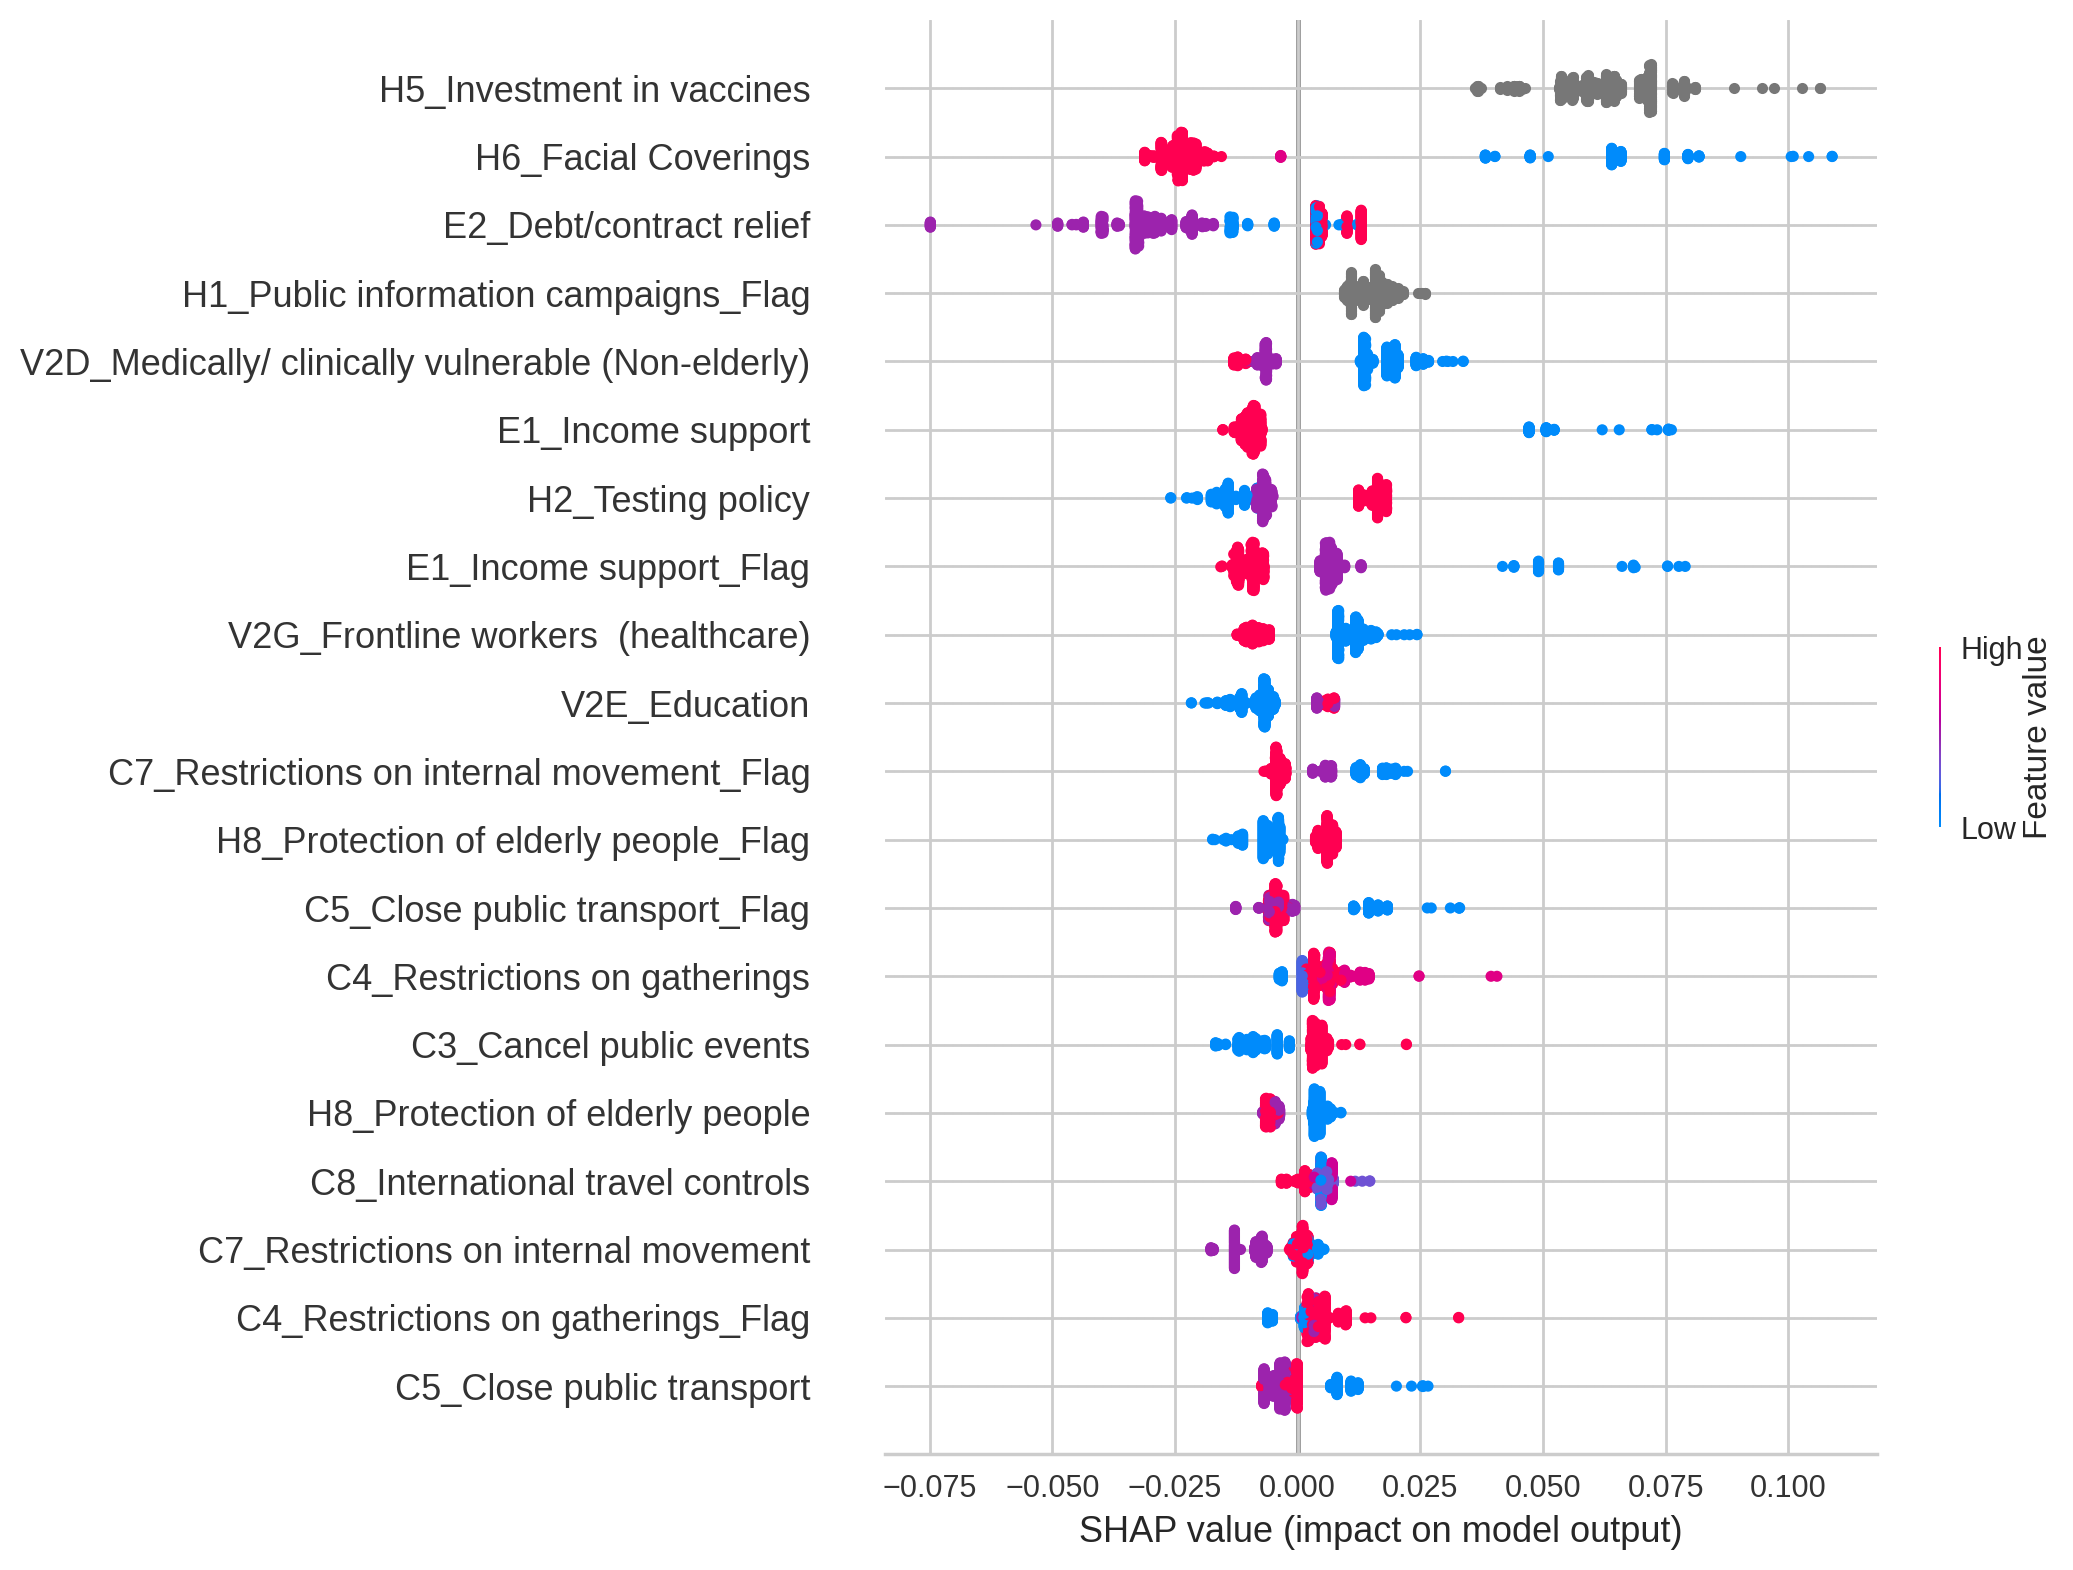 H5_Investment in vaccines
H6_Facial Coverings
E2_Debt/contract relief
H1_Public information campaigns_Flag
V2D_Medically/ clinically vulnerable (Non-elderly)
E1_Income support
H2_Testing policy
E1_Income support_Flag
V2G_Frontline workers  (healthcare)
V2E_Education
C7_Restrictions on internal movement_Flag
H8_Protection of elderly people_Flag
C5_Close public transport_Flag
C4_Restrictions on gatherings
C3_Cancel public events
H8_Protection of elderly people
C8_International travel controls
C7_Restrictions on internal movement
C4_Restrictions on gatherings_Flag
C5_Close public transport
−0.075 −0.050 −0.025 0.000 0.025 0.050 0.075 0.100
SHAP value (impact on model output)
High
Low
Feature value